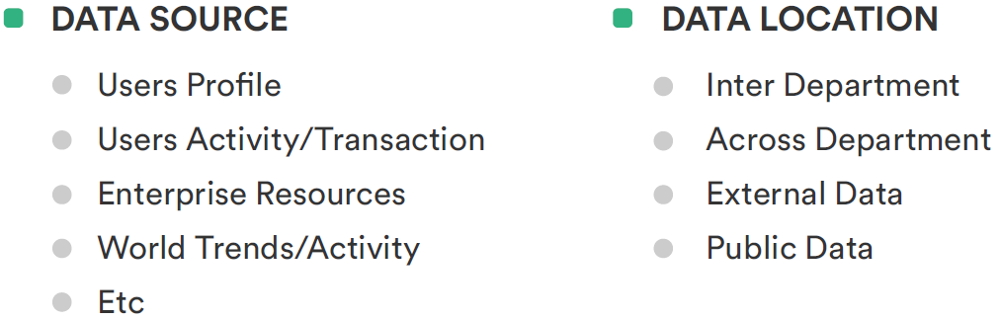 DATA SOURCE
Users Profile
Users Activity/Transaction
Enterprise Resources
World Trends/Activity
Etc
DATA LOCATION
Inter Department
Across Department
External Data
Public Data